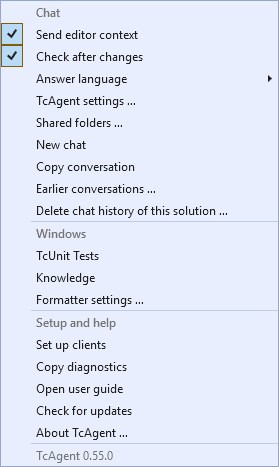 Chat
Send editor context
Check after changes
Answer language
TcAgent settings ...
Shared folders ...
New chat
Copy conversation
Earlier conversations ...
Delete chat history of this solution ...
Windows
TcUnit Tests
Knowledge
Formatter settings ...
Setup and help
Set up clients
Copy diagnostics
Open user guide
Check for updates
About TcAgent ...
TcAgent 0.55.0